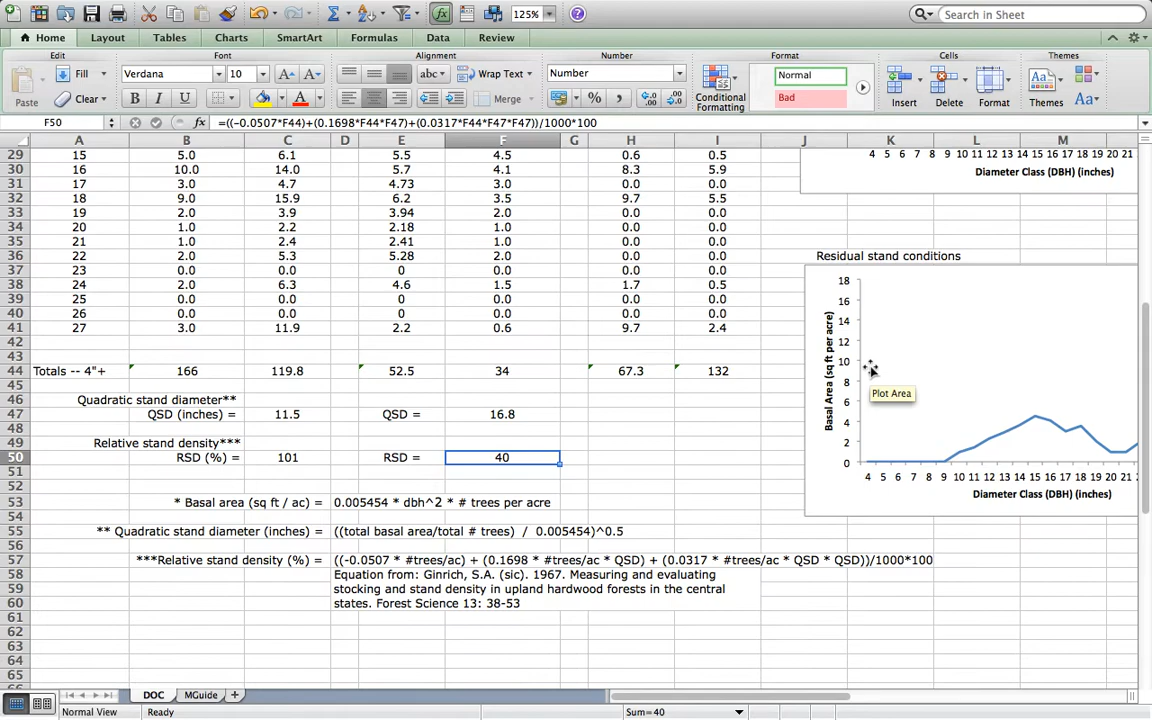 125%
Search in Sheet
Home Layout Tables Charts SmartArt Formulas Data Review
Edit Font Alignment Number Format Cells Themes
Fill Verdana 10 abc Wrap Text Number Normal
Paste Clear B I U A Merge % , Conditional Formatting Bad Insert Delete Format Themes Aa
F50 fx =((-0.0507*F44)+(0.1698*F44*F47)+(0.0317*F44*F47*F47))/1000*100
A B C D E F G H I J K L M
29 15 5.0 6.1 5.5 4.5 0.6 0.5
30 16 10.0 14.0 5.7 4.1 8.3 5.9
31 17 3.0 4.7 4.73 3.0 0.0 0.0
32 18 9.0 15.9 6.2 3.5 9.7 5.5
33 19 2.0 3.9 3.94 2.0 0.0 0.0
34 20 1.0 2.2 2.18 1.0 0.0 0.0
35 21 1.0 2.4 2.41 1.0 0.0 0.0
36 22 2.0 5.3 5.28 2.0 0.0 0.0
37 23 0.0 0.0 0 0.0 0.0 0.0
38 24 2.0 6.3 4.6 1.5 1.7 0.5
39 25 0.0 0.0 0 0.0 0.0 0.0
40 26 0.0 0.0 0 0.0 0.0 0.0
41 27 3.0 11.9 2.2 0.6 9.7 2.4
42
43
44 Totals -- 4"+ 166 119.8 52.5 34 67.3 132
45
46 Quadratic stand diameter**
47 QSD (inches) = 11.5 QSD = 16.8
48
49 Relative stand density***
50 RSD (%) = 101 RSD = 40
51
52
53 * Basal area (sq ft / ac) = 0.005454 * dbh^2 * # trees per acre
54
55 ** Quadratic stand diameter (inches) = ((total basal area/total # trees) / 0.005454)^0.5
56
57 ***Relative stand density (%) = ((-0.0507 * #trees/ac) + (0.1698 * #trees/ac * QSD) + (0.0317 * #trees/ac * QSD * QSD))/1000*100
58 Equation from: Ginrich, S.A. (sic). 1967. Measuring and evaluating
59 stocking and stand density in upland hardwood forests in the central
60 states. Forest Science 13: 38-53
61
62
63
64
65
4 5 6 7 8 9 10 11 12 13 14 15 16 17 18 19 20 21
Diameter Class (DBH) (inches)
Residual stand conditions
Basal Area (sq ft per acre)
18
16
14
12
10
8
6
4
2
0
Plot Area
4 5 6 7 8 9 10 11 12 13 14 15 16 17 18 19 20 21
Diameter Class (DBH) (inches)
DOC MGuide
Normal View Ready Sum=40